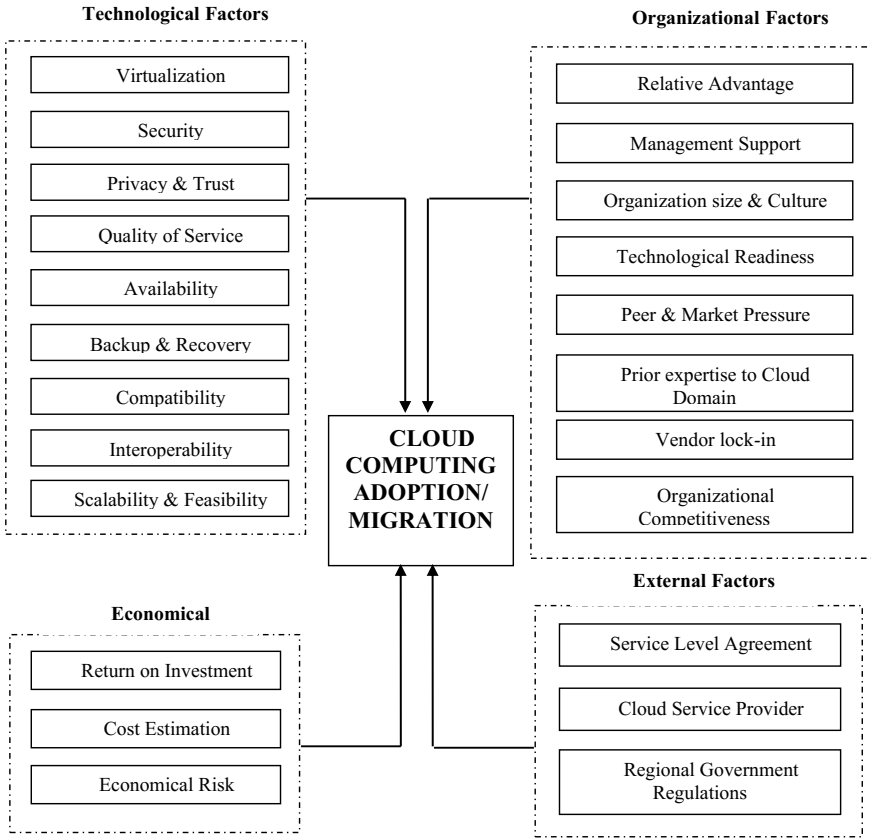 Technological Factors
Virtualization
Security
Privacy & Trust
Quality of Service
Availability
Backup & Recovery
Compatibility
Interoperability
Scalability & Feasibility
Organizational Factors
Relative Advantage
Management Support
Organization size & Culture
Technological Readiness
Peer & Market Pressure
Prior expertise to Cloud
Domain
Vendor lock-in
Organizational
Competitiveness
CLOUD
COMPUTING
ADOPTION/
MIGRATION
Economical
Return on Investment
Cost Estimation
Economical Risk
External Factors
Service Level Agreement
Cloud Service Provider
Regional Government
Regulations